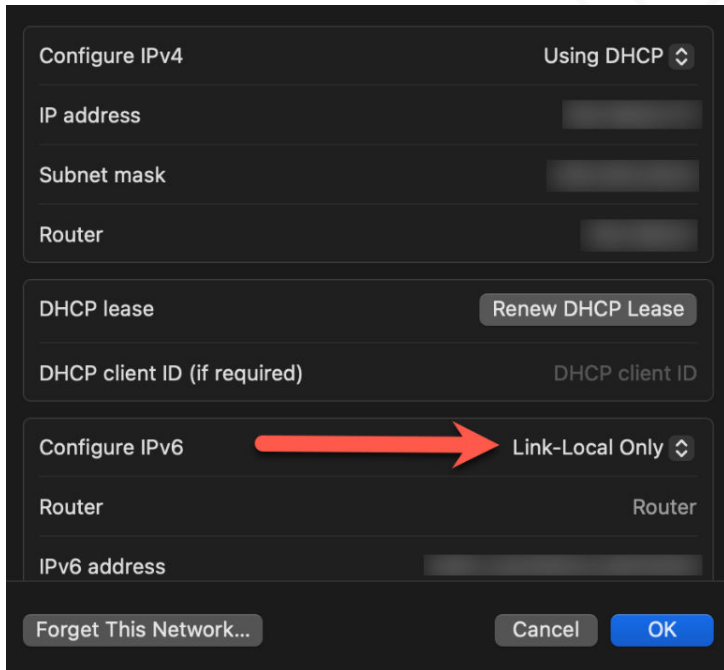 Configure IPv4 Using DHCP
IP address
Subnet mask
Router
DHCP lease Renew DHCP Lease
DHCP client ID (if required) DHCP client ID
Configure IPv6 Link-Local Only
Router Router
IPv6 address
Forget This Network... Cancel OK